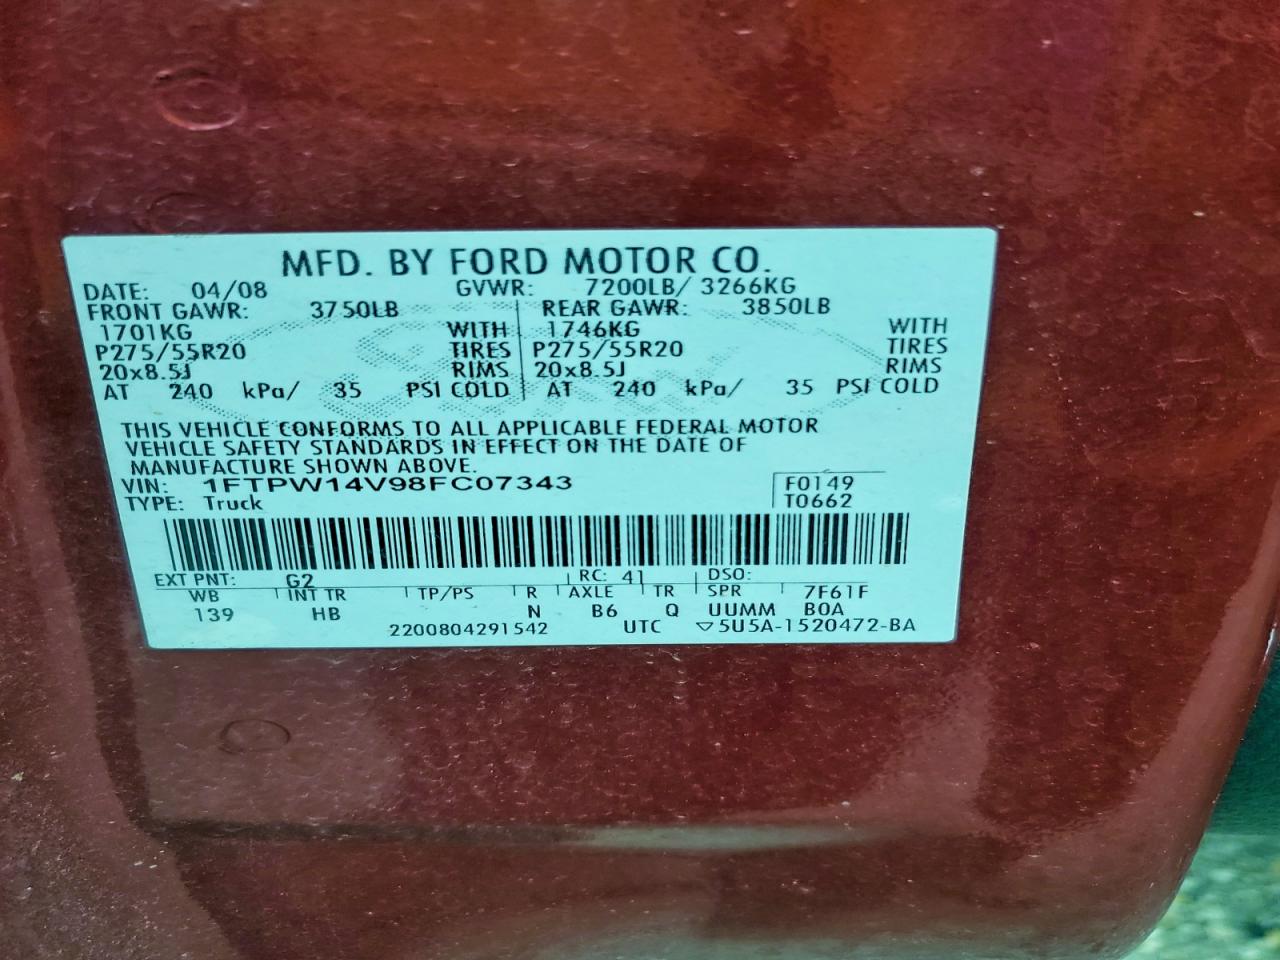 MFD. BY FORD MOTOR CO.
DATE: 04/08 GVWR: 7200LB/ 3266KG
FRONT GAWR: 3750LB REAR GAWR: 3850LB
1701KG WITH 1746KG WITH
P275/55R20 TIRES P275/55R20 TIRES
20x8.5J RIMS 20x8.5J RIMS
AT 240 kPa/ 35 PSI COLD AT 240 kPa/ 35 PSI COLD
THIS VEHICLE CONFORMS TO ALL APPLICABLE FEDERAL MOTOR
VEHICLE SAFETY STANDARDS IN EFFECT ON THE DATE OF
MANUFACTURE SHOWN ABOVE.
VIN: 1FTPW14V98FC07343 F0149
TYPE: Truck T0662
EXT PNT: G2 RC: 41 DSO:
WB INT TR TP/PS R AXLE TR SPR 7F61F
139 HB N B6 Q UUMM B0A
2200804291542 UTC ▽5U5A-1520472-BA